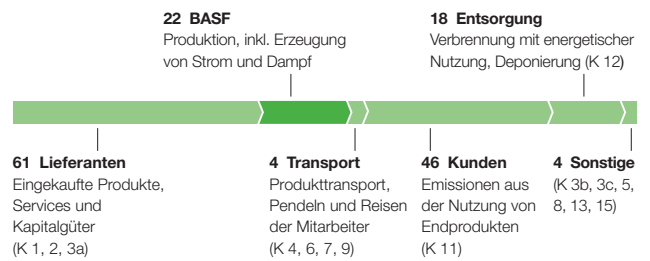 22 BASF
Produktion, inkl. Erzeugung
von Strom und Dampf
18 Entsorgung
Verbrennung mit energetischer
Nutzung, Deponierung (K 12)
61 Lieferanten
Eingekaufte Produkte,
Services und
Kapitalgüter
(K 1, 2, 3a)
4 Transport
Produkttransport,
Pendeln und Reisen
der Mitarbeiter
(K 4, 6, 7, 9)
46 Kunden
Emissionen aus
der Nutzung von
Endprodukten
(K 11)
4 Sonstige
(K 3b, 3c, 5,
8, 13, 15)